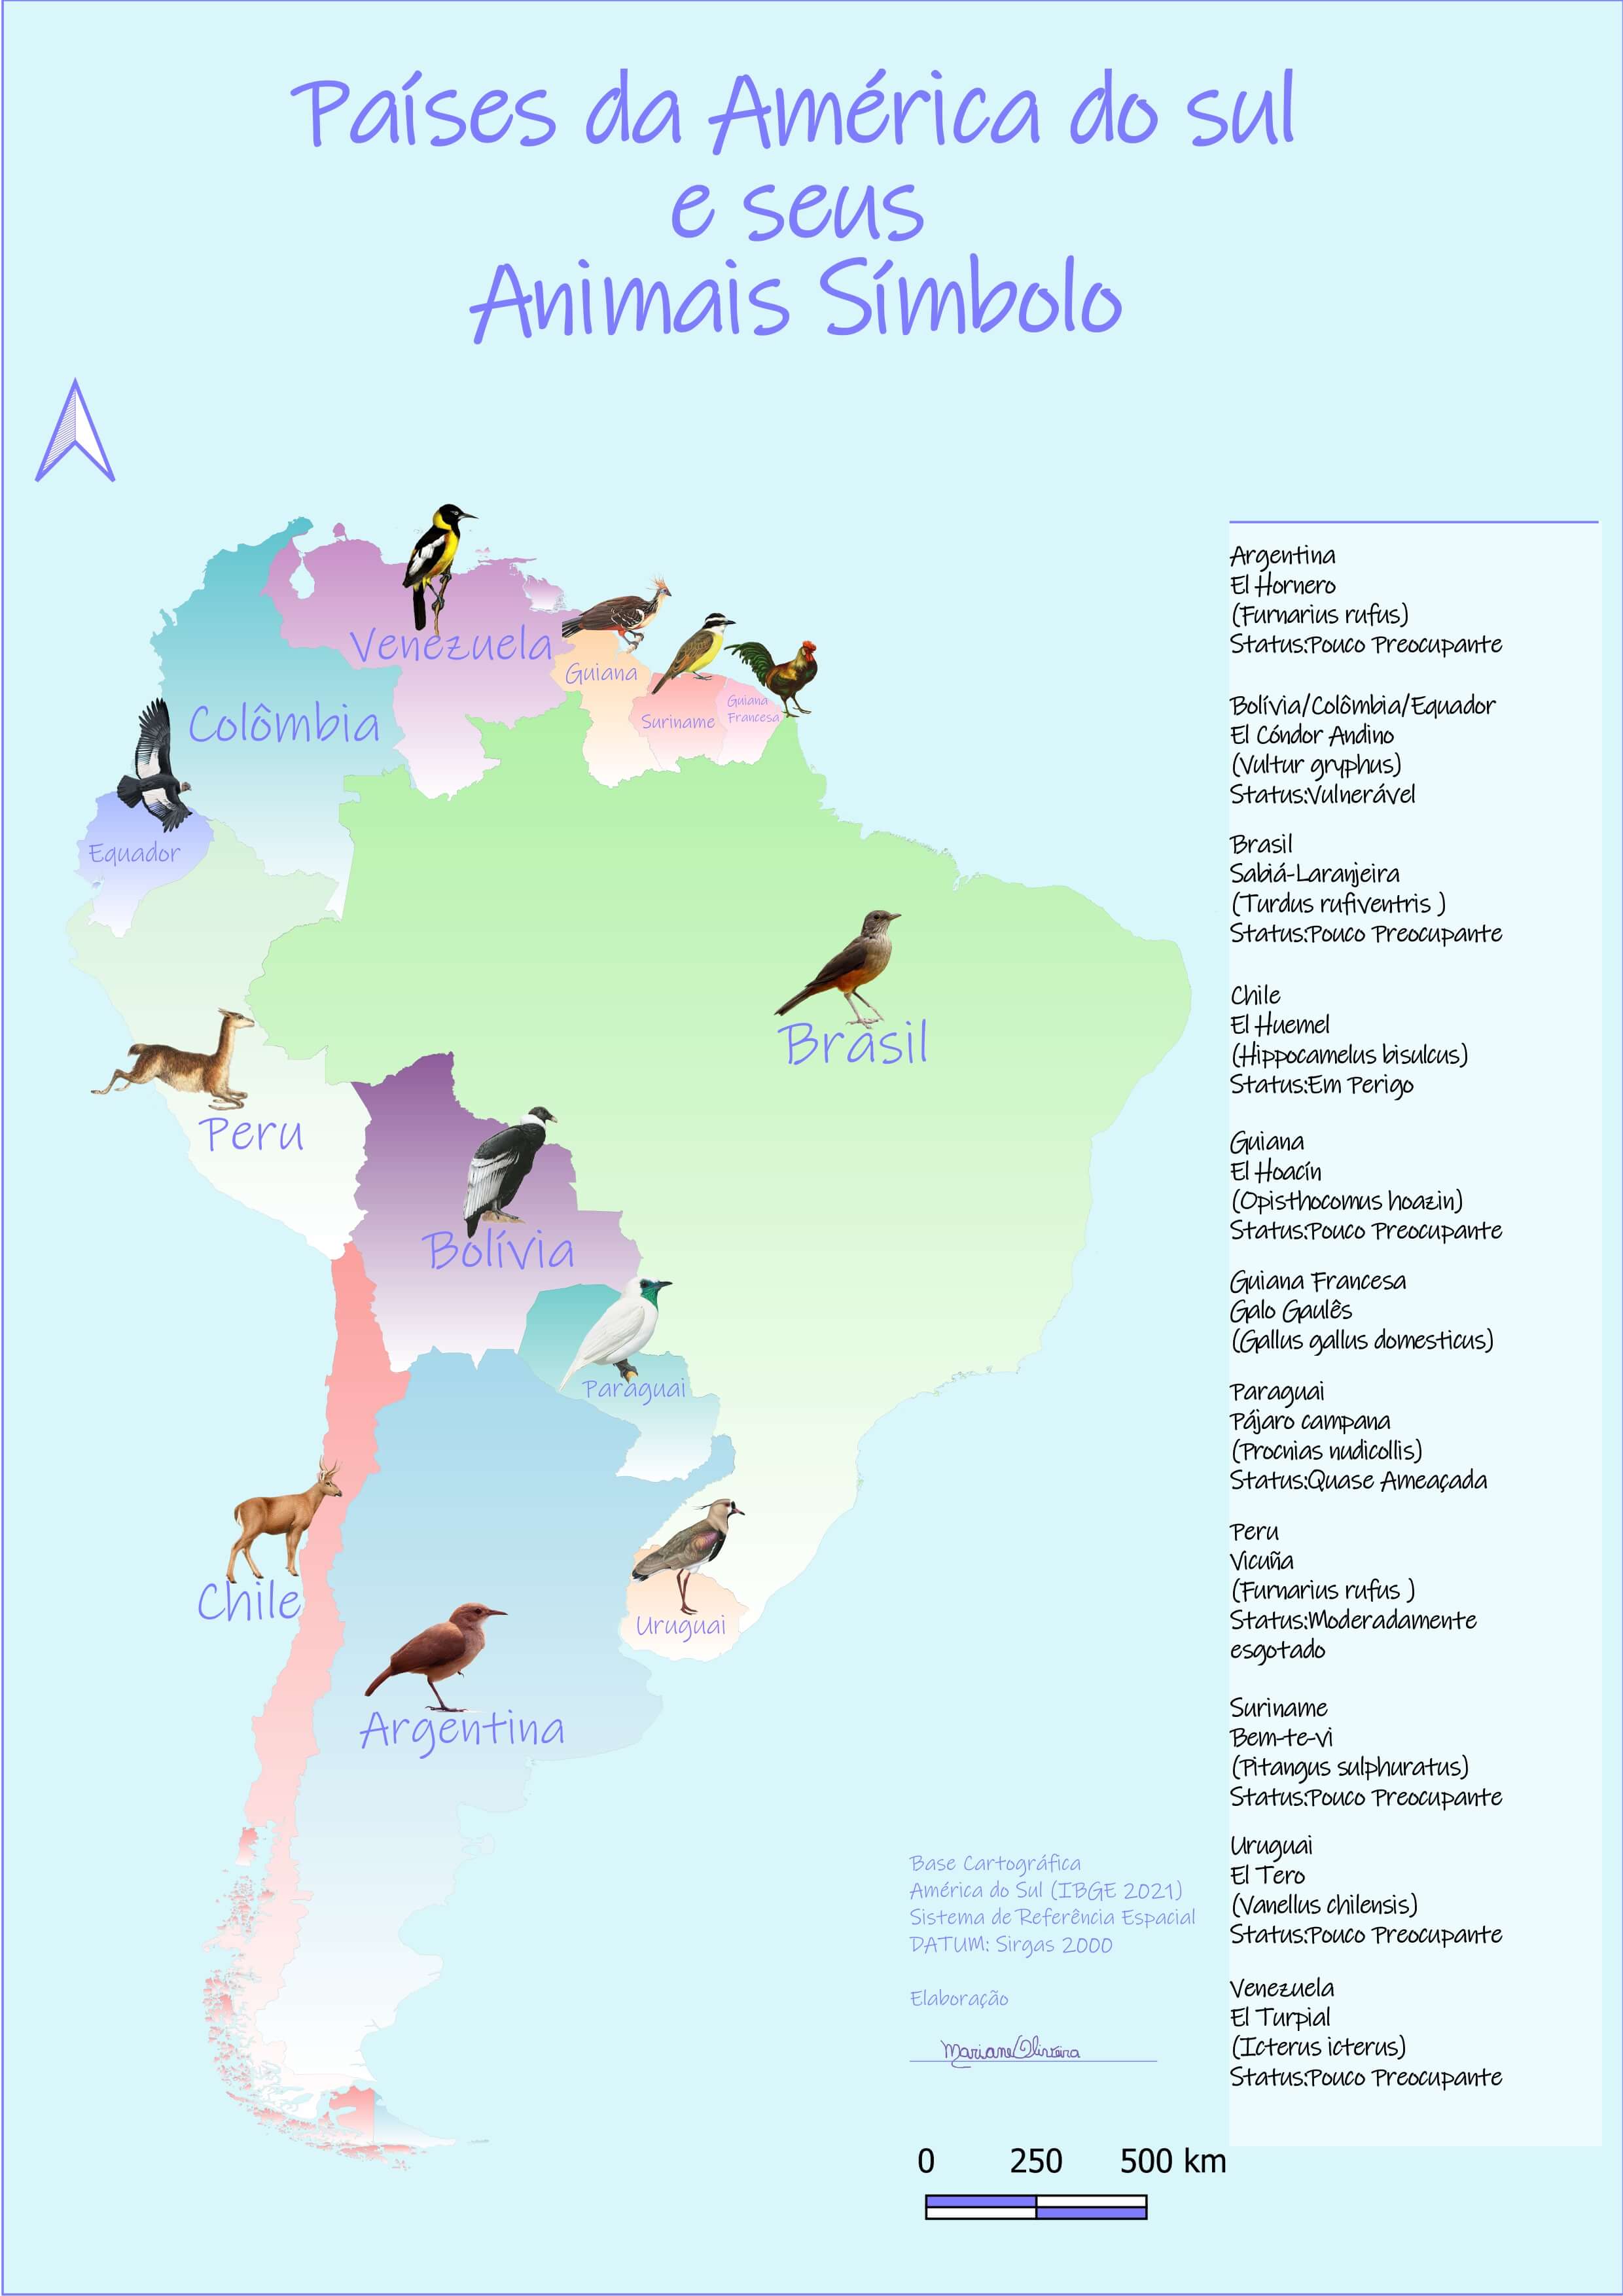 Países da América do sul
e seus
Animais Símbolo
Venezuela
Guiana
Suriname
Guiana
Francesa
Colômbia
Equador
Brasil
Peru
Bolívia
Paraguai
Chile
Uruguai
Argentina
Argentina
El Hornero
(Furnarius rufus)
Status:Pouco Preocupante
Bolívia/Colômbia/Equador
El Cóndor Andino
(Vultur gryphus)
Status:Vulnerável
Brasil
Sabiá-Laranjeira
(Turdus rufiventris )
Status:Pouco Preocupante
Chile
El Huemel
(Hippocamelus bisulcus)
Status:Em Perigo
Guiana
El Hoacín
(Opisthocomus hoazin)
Status:Pouco Preocupante
Guiana Francesa
Galo Gaulês
(Gallus gallus domesticus)
Paraguai
Pájaro campana
(Procnias nudicollis)
Status:Quase Ameaçada
Peru
Vicuña
(Furnarius rufus )
Status:Moderadamente
esgotado
Suriname
Bem-te-vi
(Pitangus sulphuratus)
Status:Pouco Preocupante
Uruguai
El Tero
(Vanellus chilensis)
Status:Pouco Preocupante
Venezuela
El Turpial
(Icterus icterus)
Status:Pouco Preocupante
Base Cartográfica
América do Sul (IBGE 2021)
Sistema de Referência Espacial
DATUM: Sirgas 2000
Elaboração
Mariane Oliveira
0 250 500 km